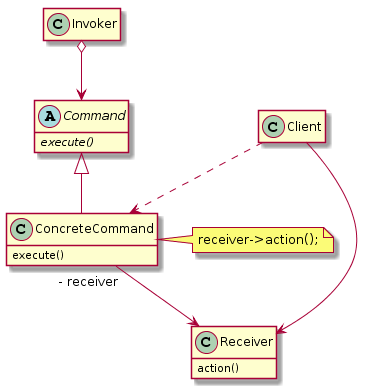 C Invoker
A Command
execute()
C Client
C ConcreteCommand
execute()
receiver->action();
- receiver
C Receiver
action()